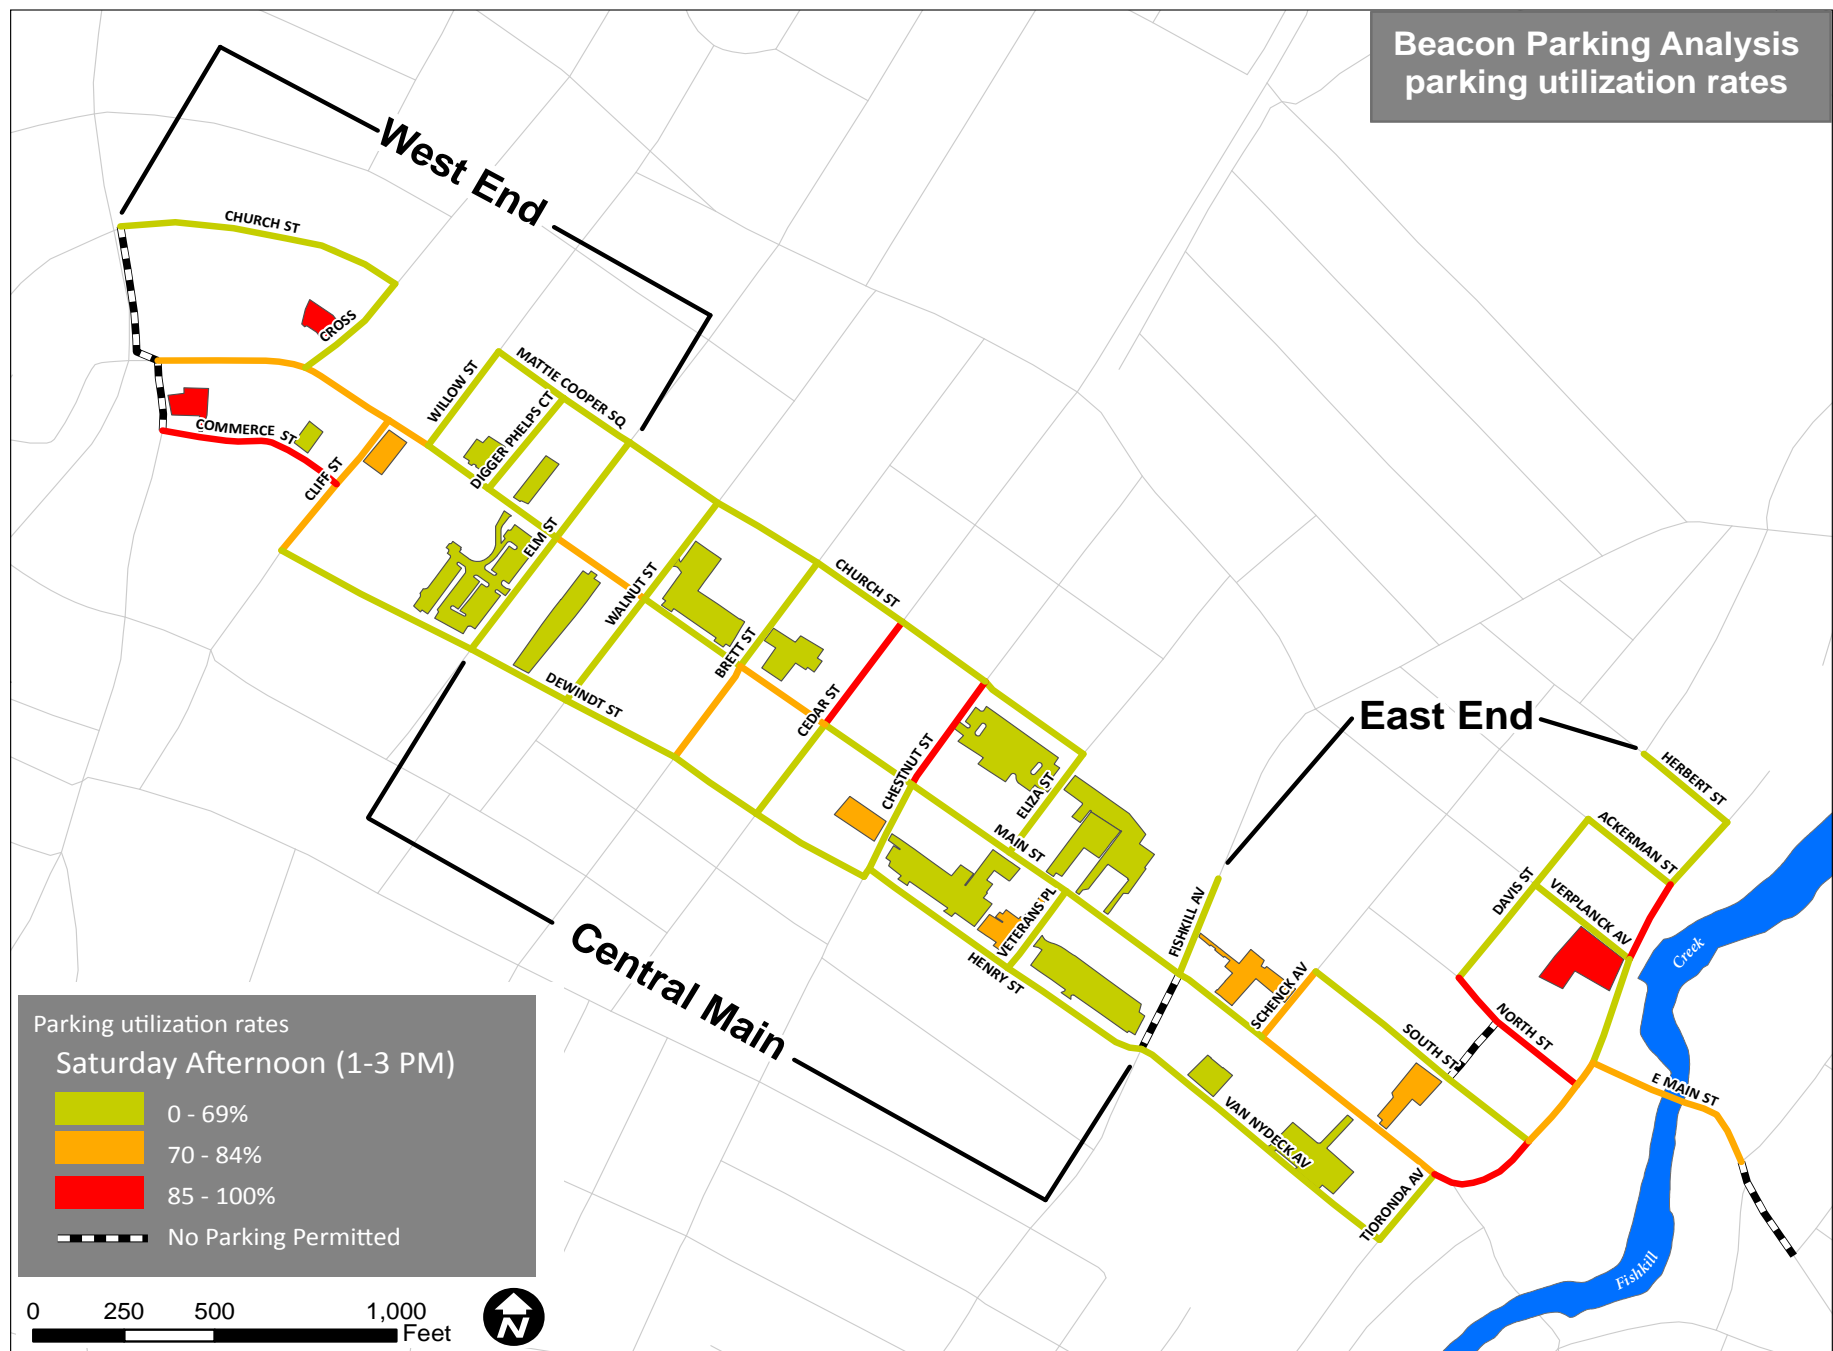 Beacon Parking Analysis
parking utilization rates
West End
CHURCH ST
CROSS
WILLOW ST
MATTIE COOPER SQ
DIGGER PHELPS CT
COMMERCE ST
CLIFF ST
ELM ST
WALNUT ST
BRETT ST
CHURCH ST
DEWINDT ST
CEDAR ST
CHESTNUT ST
ELIZA ST
MAIN ST
VETERANS PL
HENRY ST
FISHKILL AV
East End
HERBERT ST
ACKERMAN ST
DAVIS ST
VERPLANCK AV
NORTH ST
SCHENCK AV
SOUTH ST
E MAIN ST
VAN NYDECK AV
TIORONDA AV
Creek
Fishkill
Central Main
Parking utilization rates
Saturday Afternoon (1-3 PM)
0 - 69%
70 - 84%
85 - 100%
No Parking Permitted
0 250 500 1,000
Feet
N